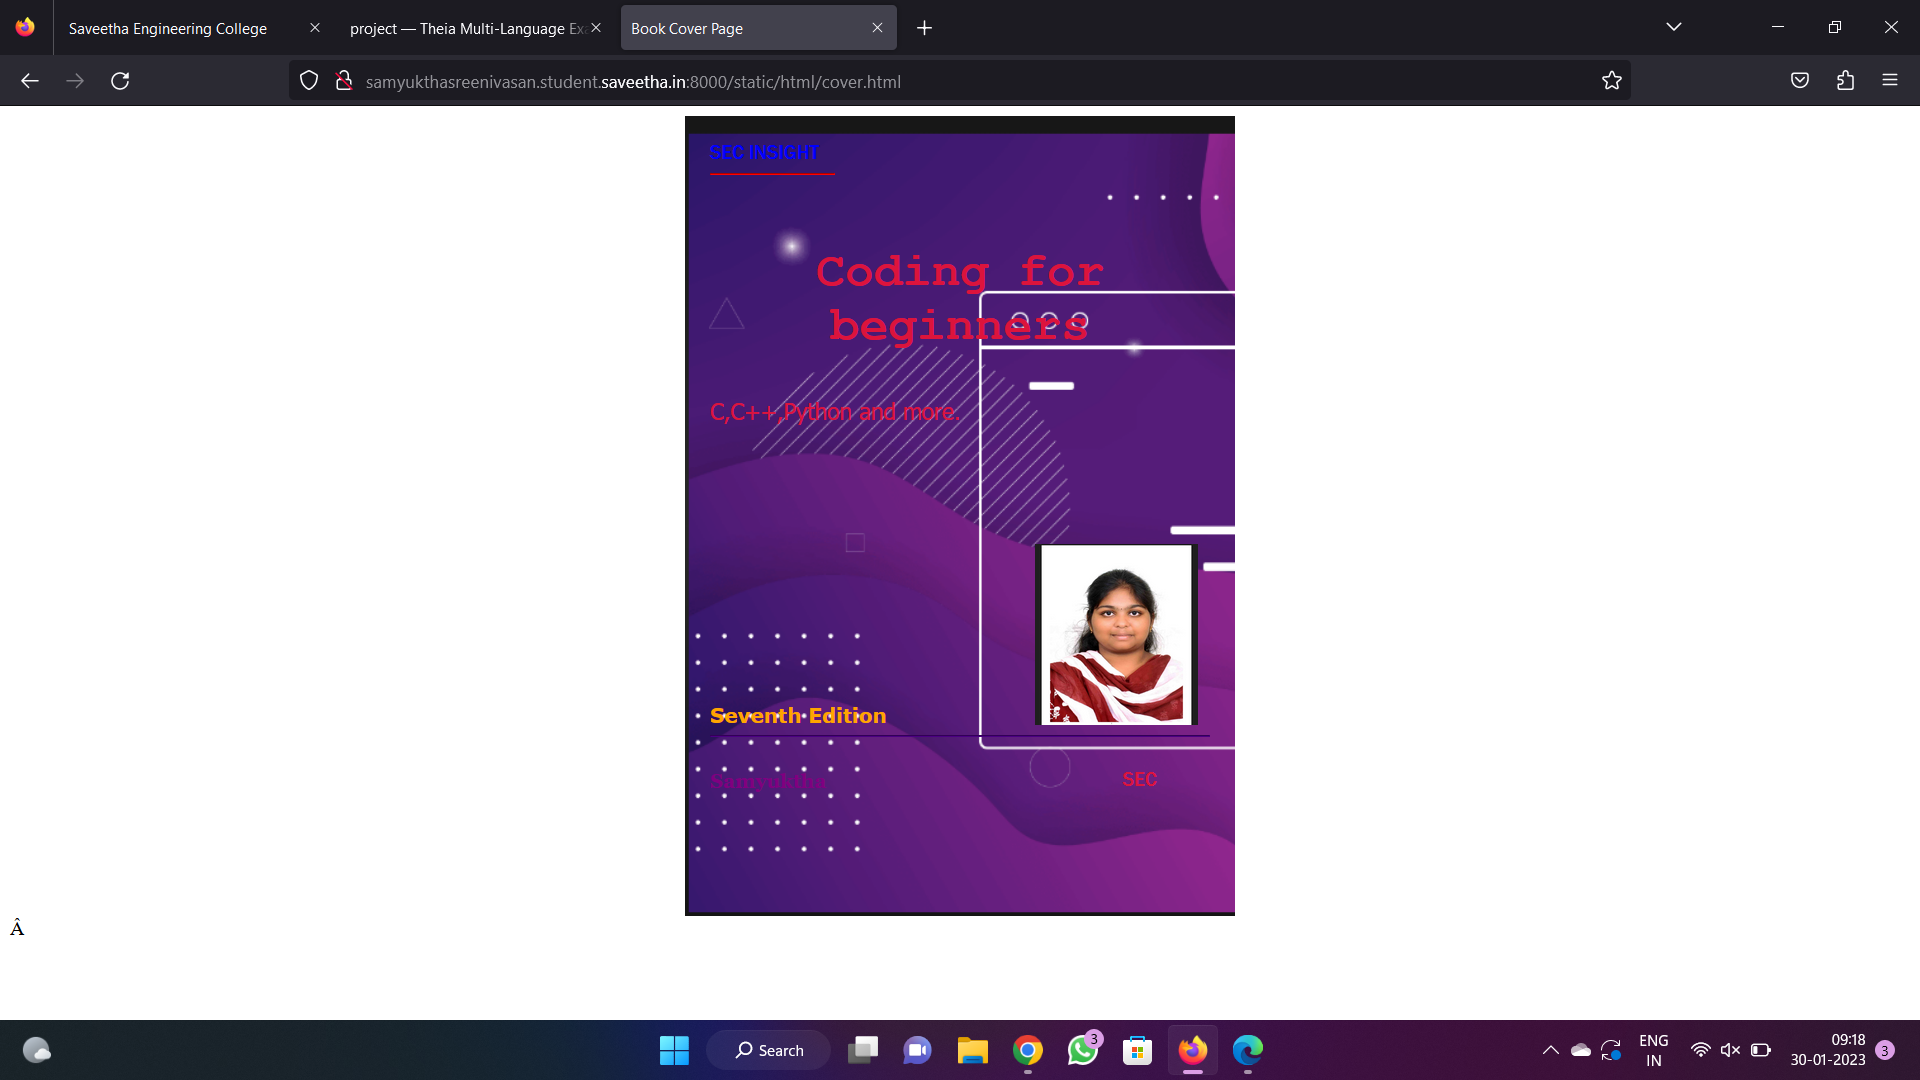 Saveetha Engineering College
project — Theia Multi-Language Ex
Book Cover Page
samyukthasreenivasan.student.saveetha.in:8000/static/html/cover.html
SEC INSIGHT
Coding for
beginners
C,C++,Python and more.
Seventh Edition
Samyuktha
SEC
Â
Search
3
ENG
IN
09:18
30-01-2023
3